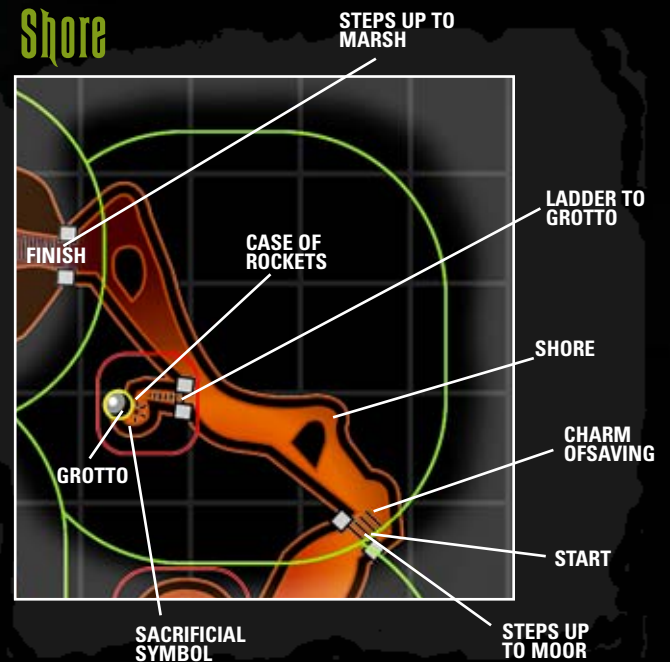 Shore
STEPS UP TO
MARSH
LADDER TO
GROTTO
CASE OF
ROCKETS
FINISH
SHORE
CHARM
OFSAVING
GROTTO
START
SACRIFICIAL
SYMBOL
STEPS UP
TO MOOR